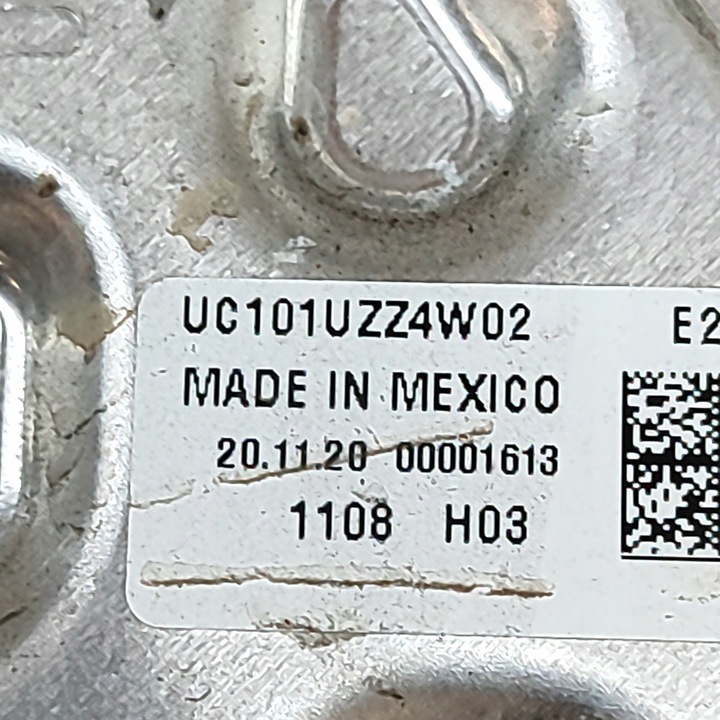 UC101UZZ4W02 E2
MADE IN MEXICO
20.11.20 00001613
1108 H03